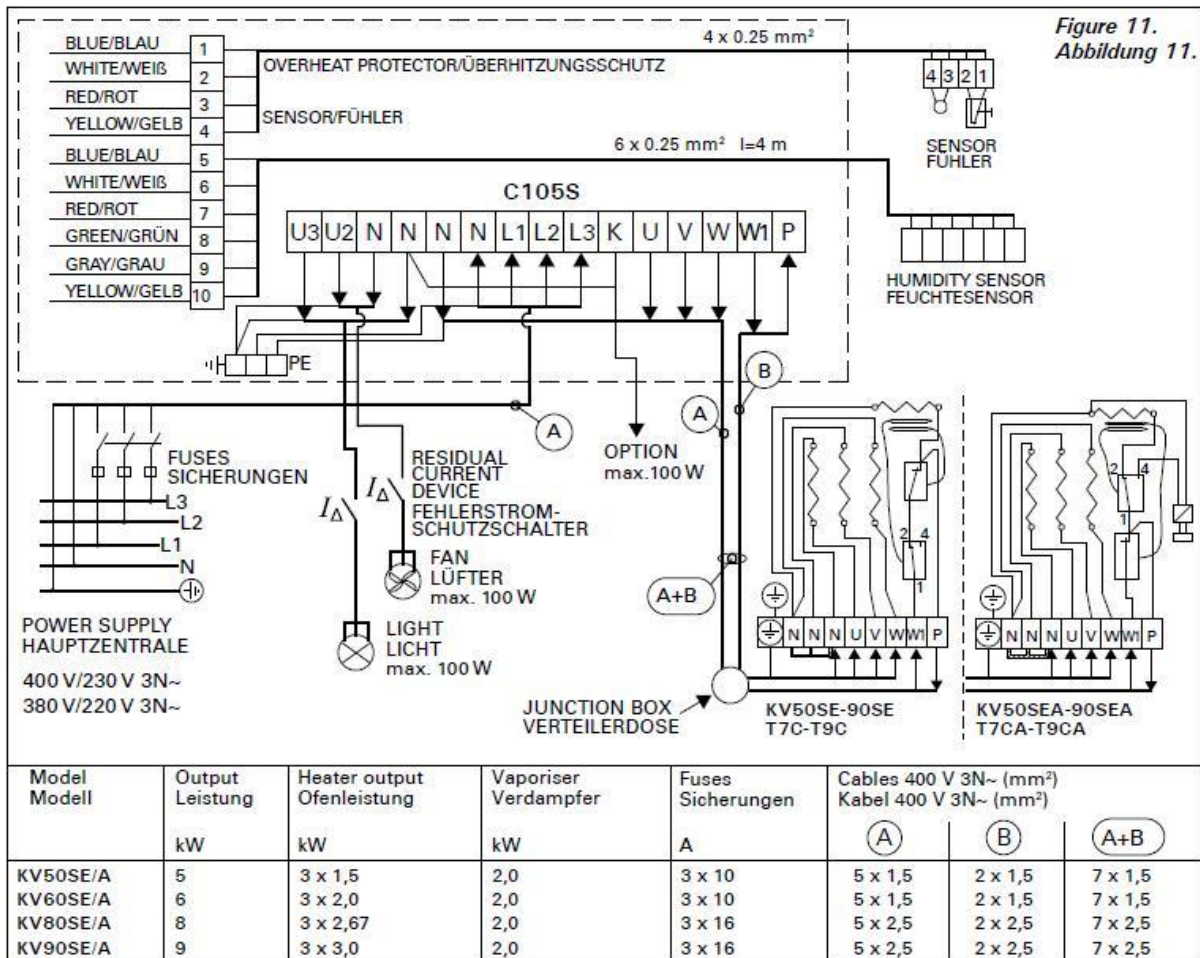 Figure 11.
Abbildung 11.
BLUE/BLAU 1
WHITE/WEIß 2
RED/ROT 3
YELLOW/GELB 4
BLUE/BLAU 5
WHITE/WEIß 6
RED/ROT 7
GREEN/GRÜN 8
GRAY/GRAU 9
YELLOW/GELB 10
OVERHEAT PROTECTOR/ÜBERHITZUNGSSCHUTZ
SENSOR/FÜHLER
4 x 0.25 mm²
4 3 2 1
SENSOR
FÜHLER
6 x 0.25 mm² l=4 m
HUMIDITY SENSOR
FEUCHTESENSOR
C105S
U3 U2 N N N N L1 L2 L3 K U V W W1 P
PE
A
B
A
A+B
OPTION
max.100 W
FUSES
SICHERUNGEN
L3
L2
L1
N
POWER SUPPLY
HAUPTZENTRALE
400 V/230 V 3N~
380 V/220 V 3N~
I∆
I∆
RESIDUAL
CURRENT
DEVICE
FEHLERSTROM-
SCHUTZSCHALTER
FAN
LÜFTER
max. 100 W
LIGHT
LICHT
max. 100 W
JUNCTION BOX
VERTEILERDOSE
2 4
1
N N N U V W W1 P
KV50SE-90SE
T7C-T9C
2 4
1
N N N U V W W1 P
KV50SEA-90SEA
T7CA-T9CA
Model Output Heater output Vaporiser Fuses Cables 400 V 3N~ (mm²)
Modell Leistung Ofenleistung Verdampfer Sicherungen Kabel 400 V 3N~ (mm²)
kW kW kW A A B A+B
KV50SE/A 5 3 x 1,5 2,0 3 x 10 5 x 1,5 2 x 1,5 7 x 1,5
KV60SE/A 6 3 x 2,0 2,0 3 x 10 5 x 1,5 2 x 1,5 7 x 1,5
KV80SE/A 8 3 x 2,67 2,0 3 x 16 5 x 2,5 2 x 2,5 7 x 2,5
KV90SE/A 9 3 x 3,0 2,0 3 x 16 5 x 2,5 2 x 2,5 7 x 2,5